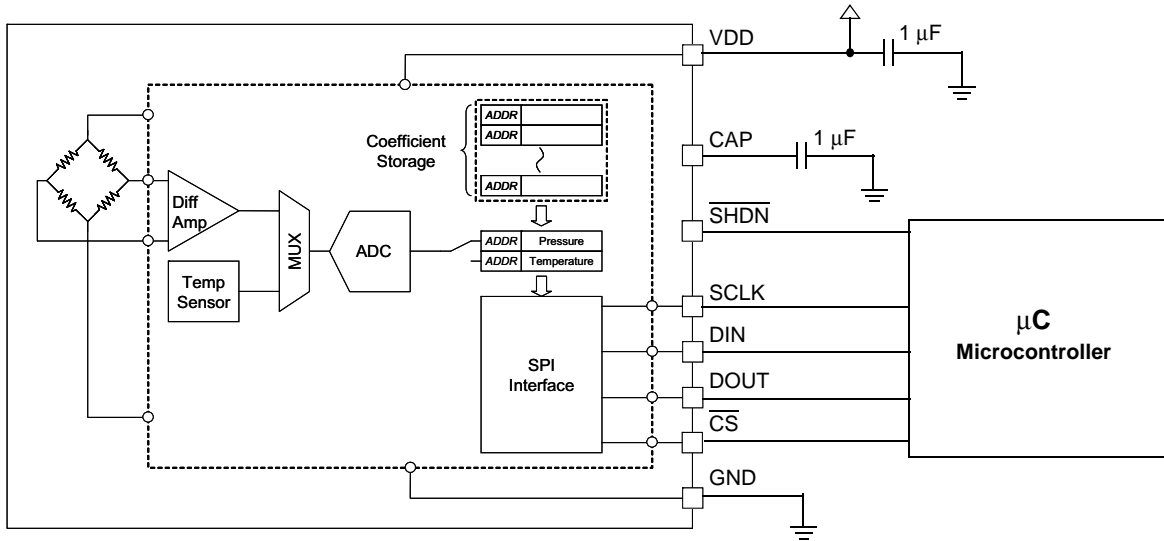 VDD
1 μF
CAP
1 μF
Coefficient
Storage
ADDR
ADDR
ADDR
SHDN
Diff
Amp
MUX
ADC
ADDR Pressure
ADDR Temperature
Temp
Sensor
SPI
Interface
SCLK
DIN
DOUT
CS
GND
μC
Microcontroller